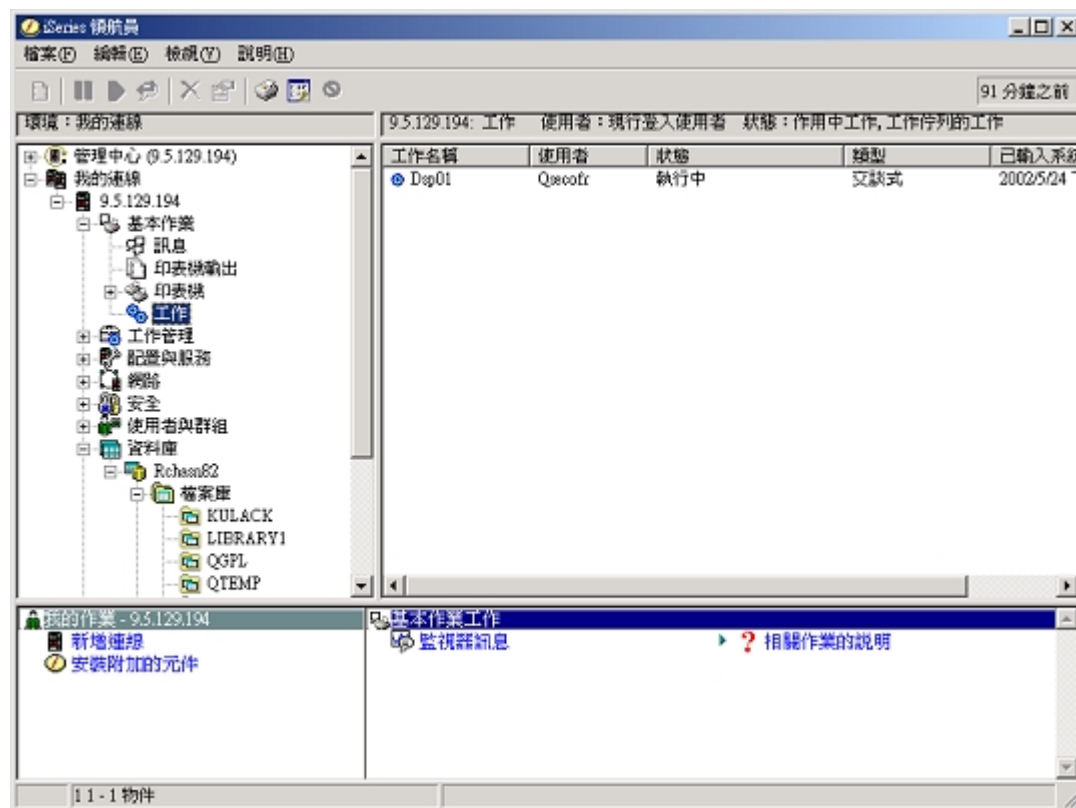 iSeries 領航員
檔案(F) 編輯(E) 檢視(V) 說明(H)
91 分鐘之前
環境：我的連線
9.5.129.194: 工作 使用者：現行登入使用者 狀態：作用中工作, 工作佇列的工作
管理中心 (9.5.129.194)
我的連線
9.5.129.194
基本作業
訊息
印表機輸出
印表機
工作
工作管理
配置與服務
網路
安全
使用者與群組
資料庫
Rchasn82
檔案庫
KULACK
LIBRARY1
QGPL
QTEMP
工作名稱 使用者 狀態 類型 已輸入系統
Dsp01 Qsecofr 執行中 交談式 2002/5/24
我的作業 - 9.5.129.194
新增連線
安裝附加的元件
基本作業工作
監視器訊息
? 相關作業的說明
1 1 - 1 物件